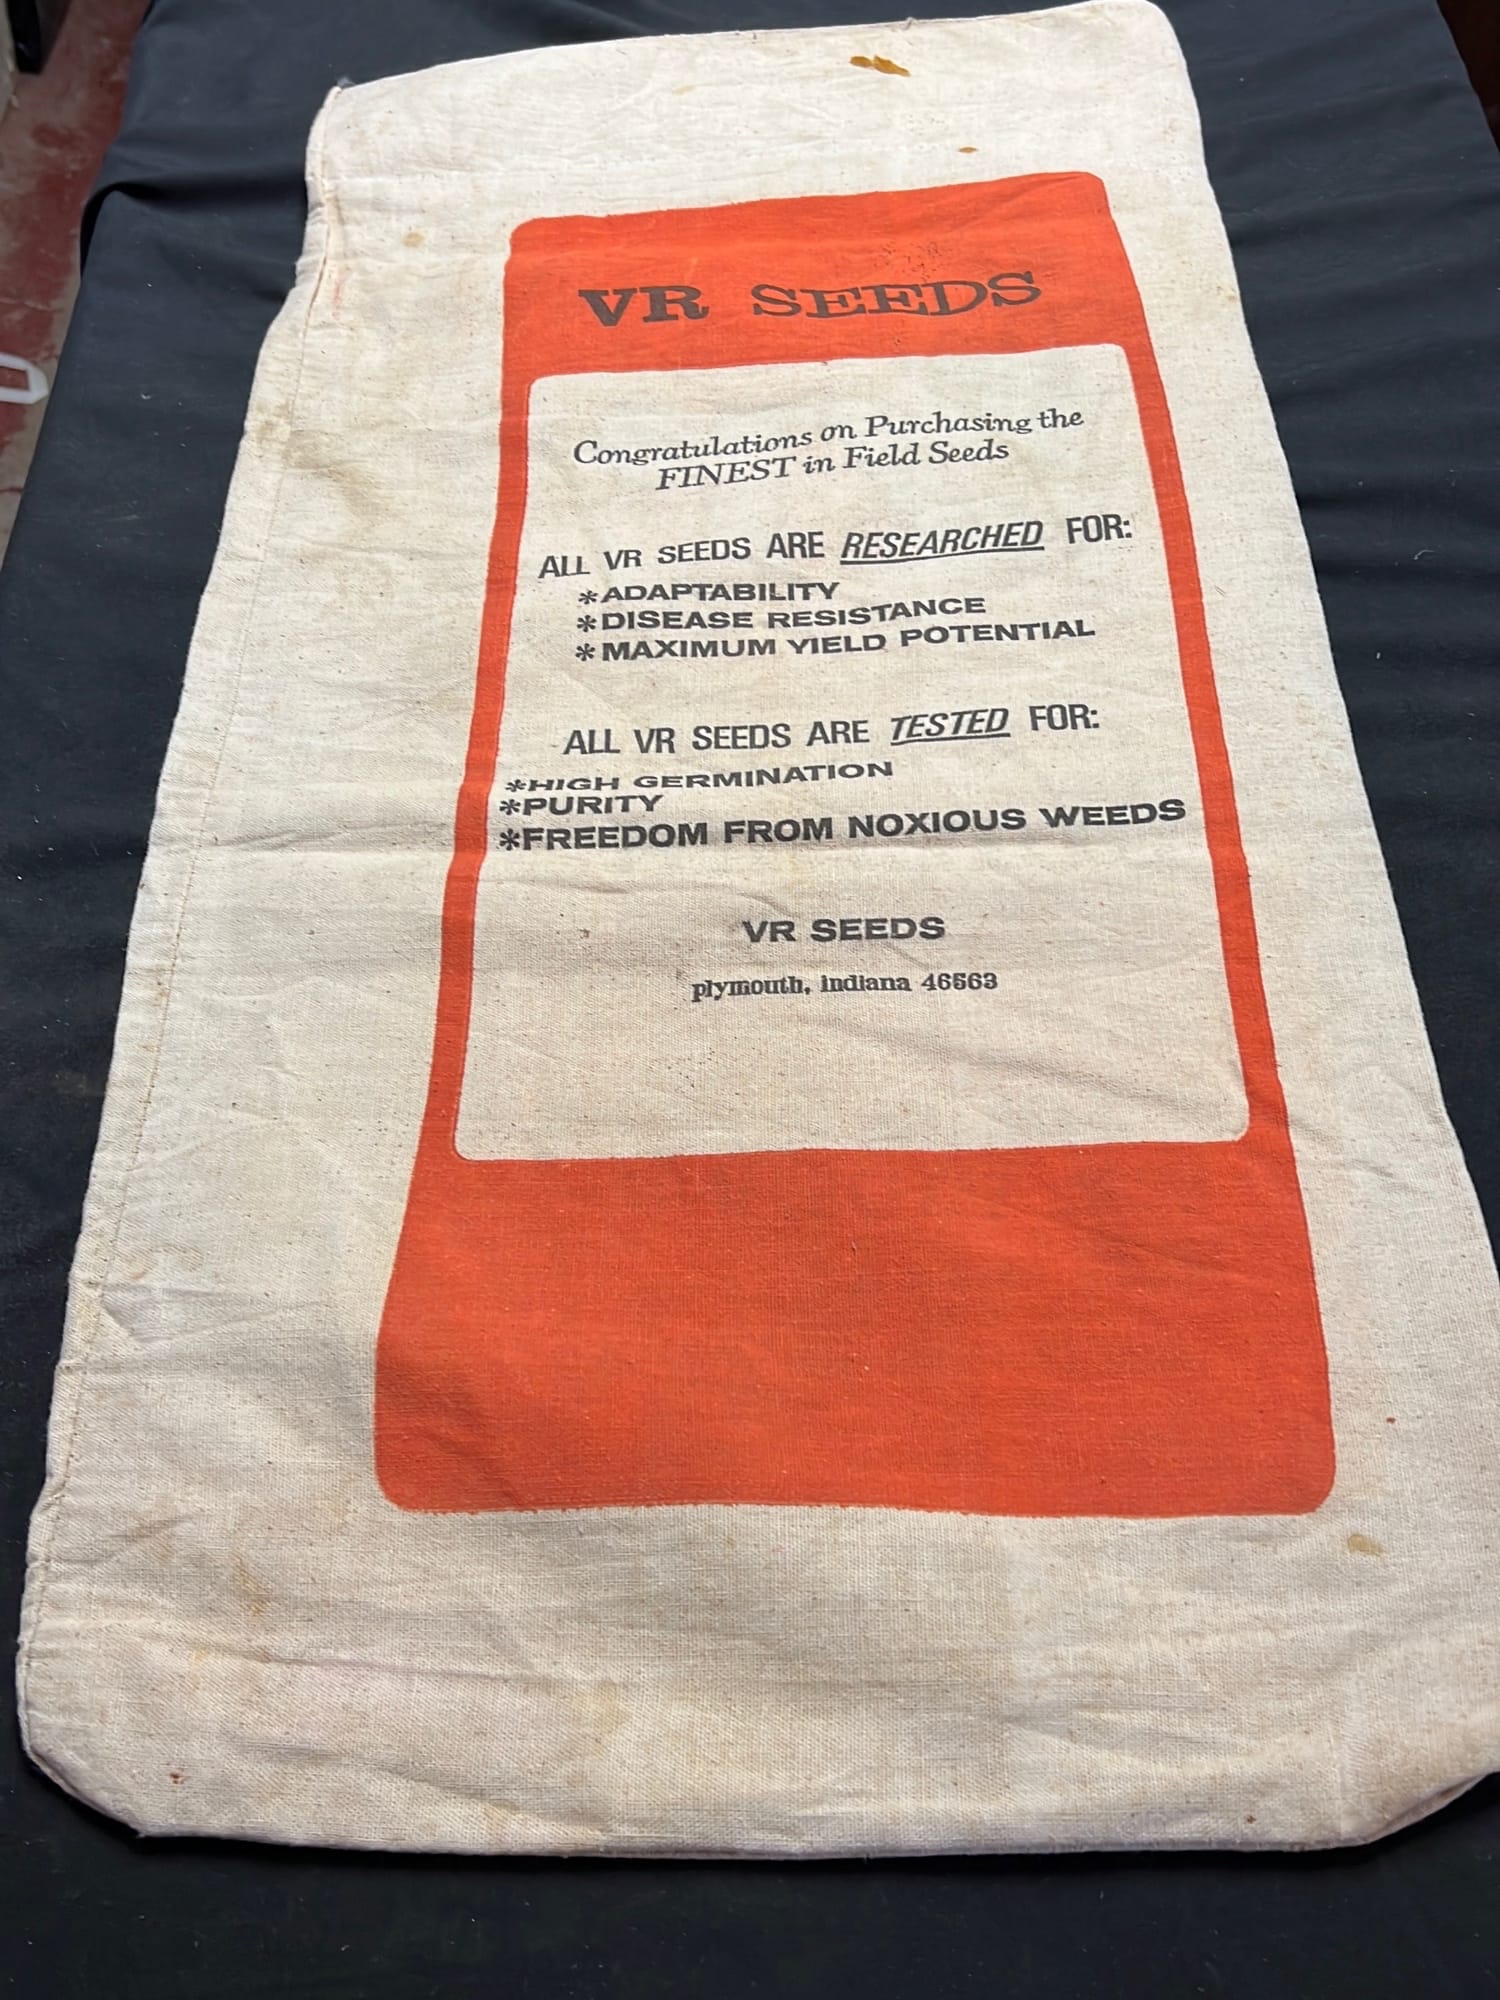 VR SEEDS
Congratulations on Purchasing the
FINEST in Field Seeds
ALL VR SEEDS ARE RESEARCHED FOR:
*ADAPTABILITY
*DISEASE RESISTANCE
*MAXIMUM YIELD POTENTIAL
ALL VR SEEDS ARE TESTED FOR:
*HIGH GERMINATION
*PURITY
*FREEDOM FROM NOXIOUS WEEDS
VR SEEDS
plymouth, indiana 46563